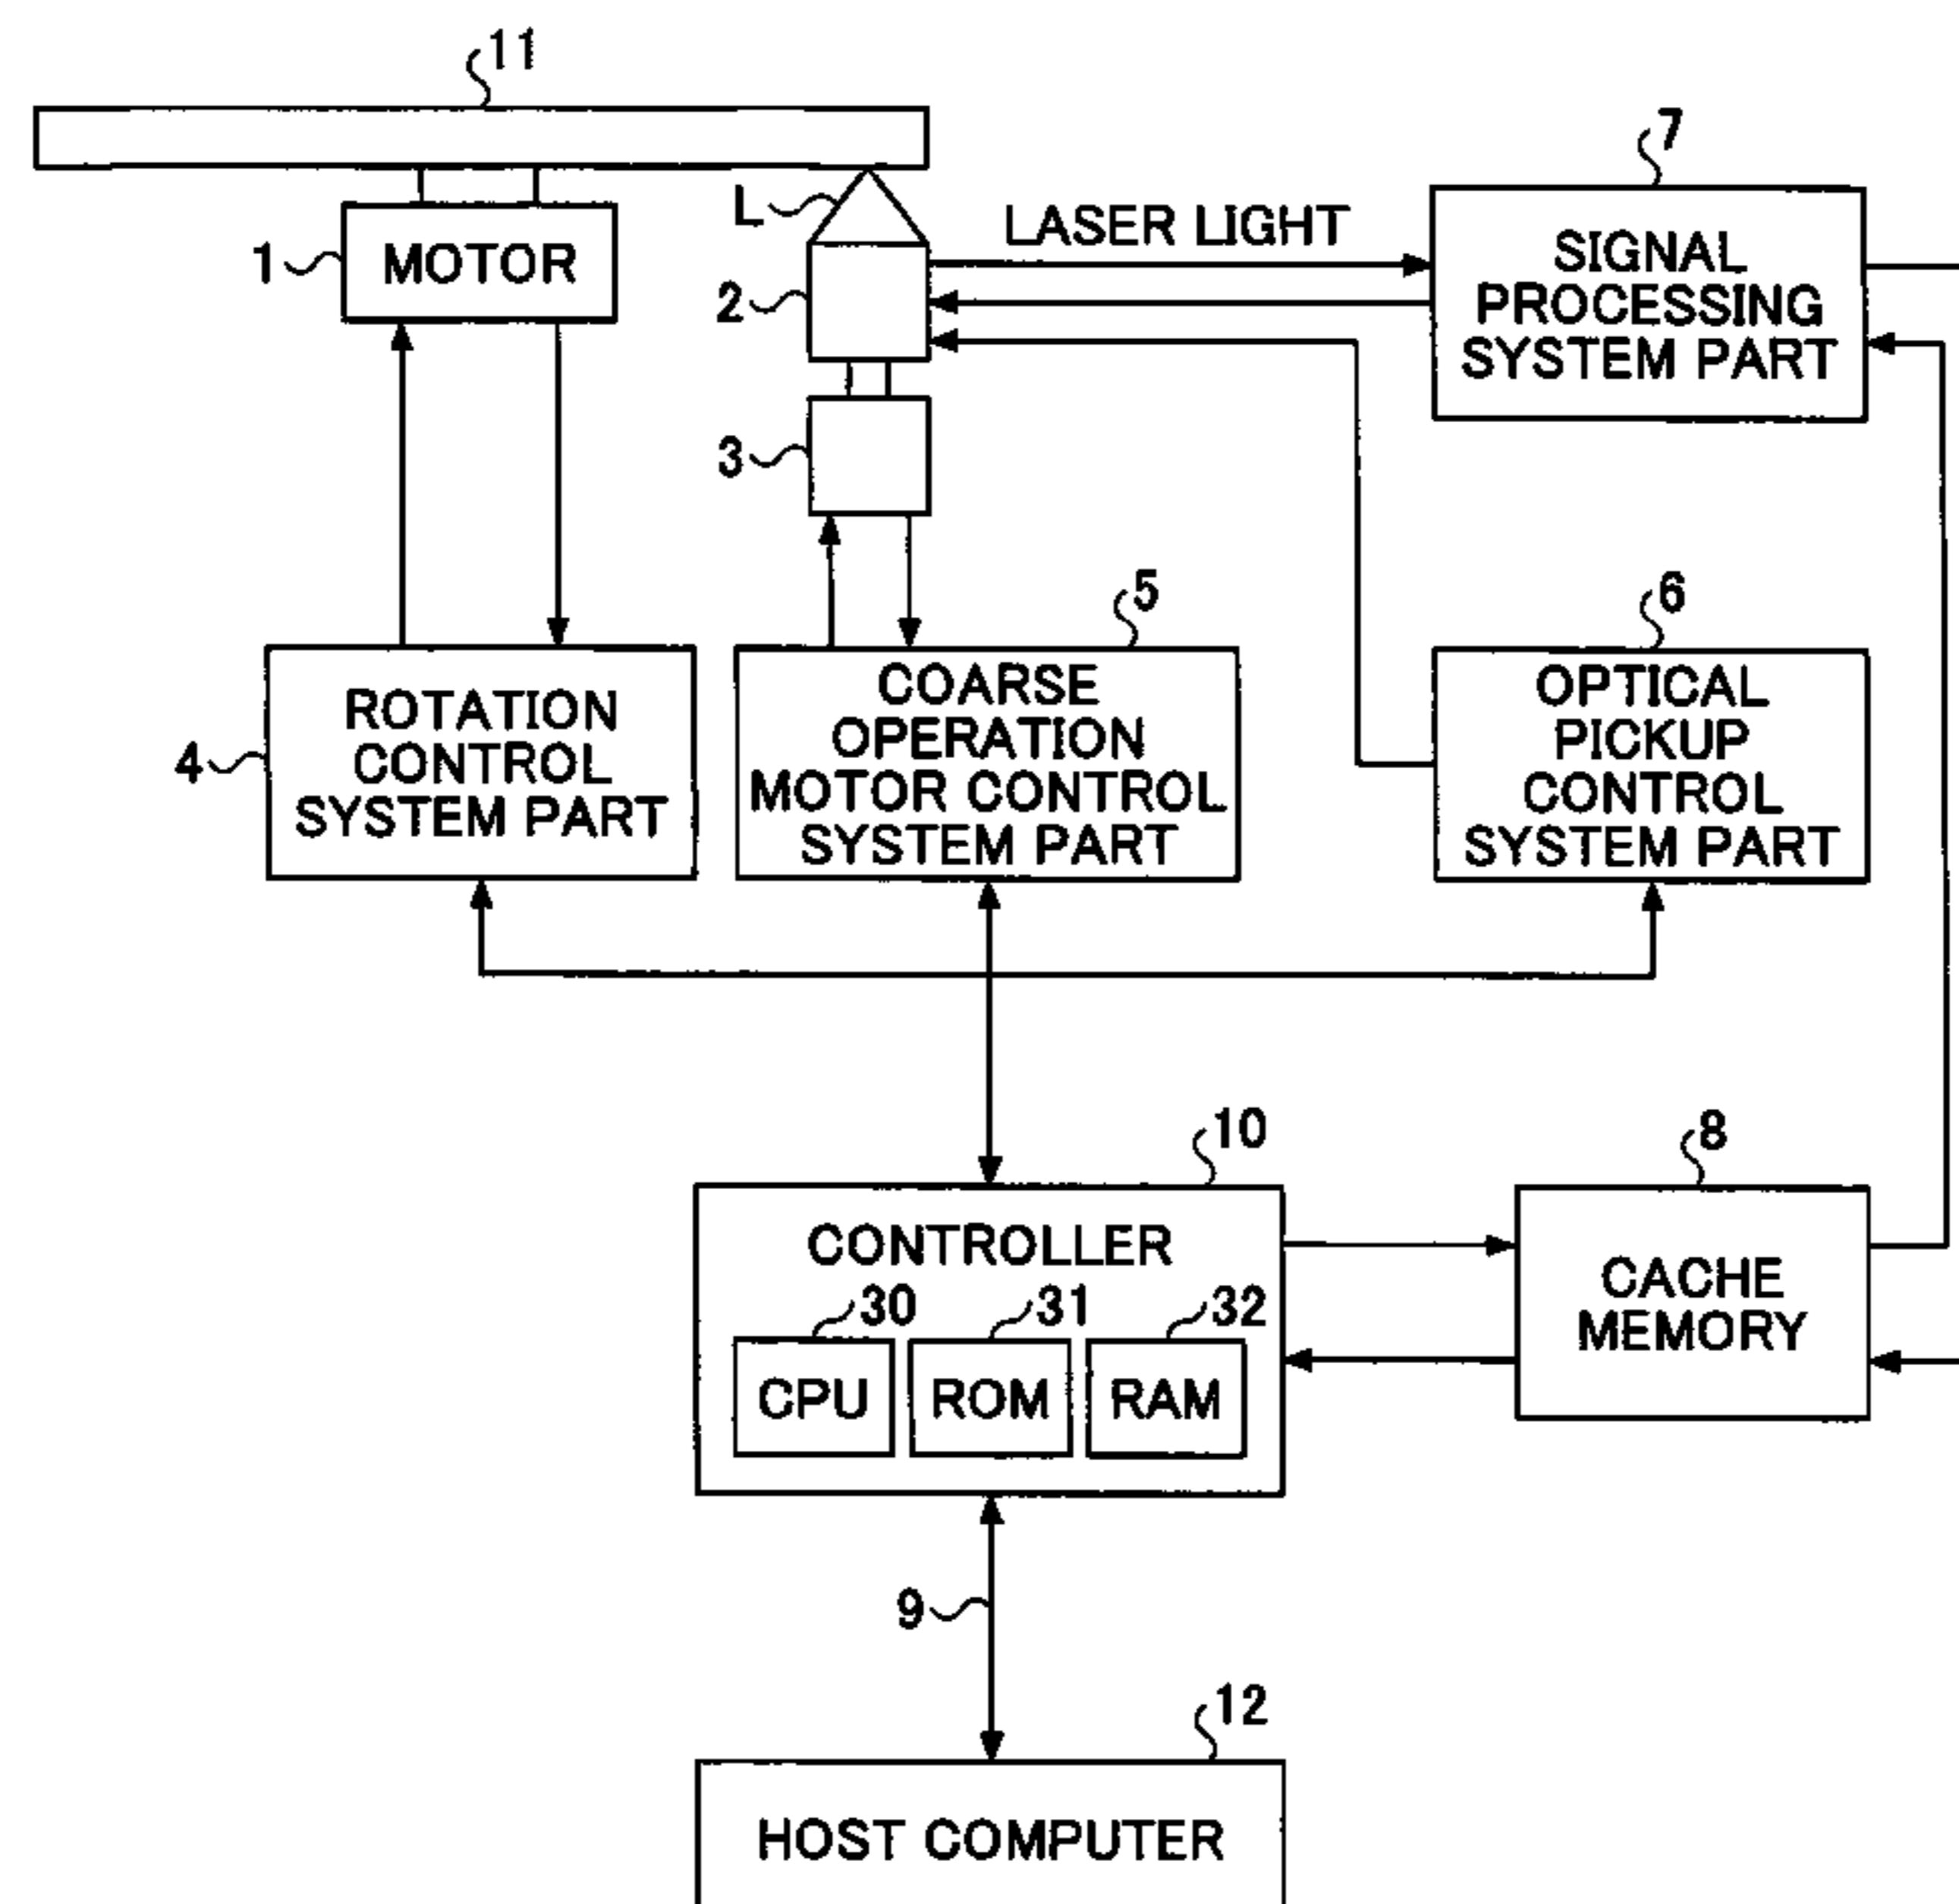 11
7
L
LASER LIGHT
1
MOTOR
2
SIGNAL
PROCESSING
SYSTEM PART
3
5
6
4
ROTATION
CONTROL
SYSTEM PART
COARSE
OPERATION
MOTOR CONTROL
SYSTEM PART
OPTICAL
PICKUP
CONTROL
SYSTEM PART
10
8
CONTROLLER
30
31
32
CPU
ROM
RAM
CACHE
MEMORY
9
12
HOST COMPUTER